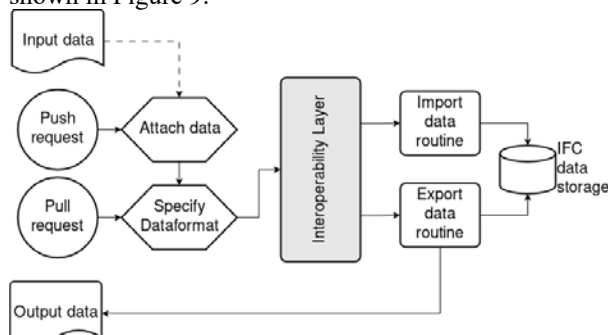 shown in Figure 9.
Input data
Push
request
Attach data
Pull
request
Specify
Dataformat
Interoperability Layer
Import
data
routine
Export
data
routine
IFC
data
storage
Output data